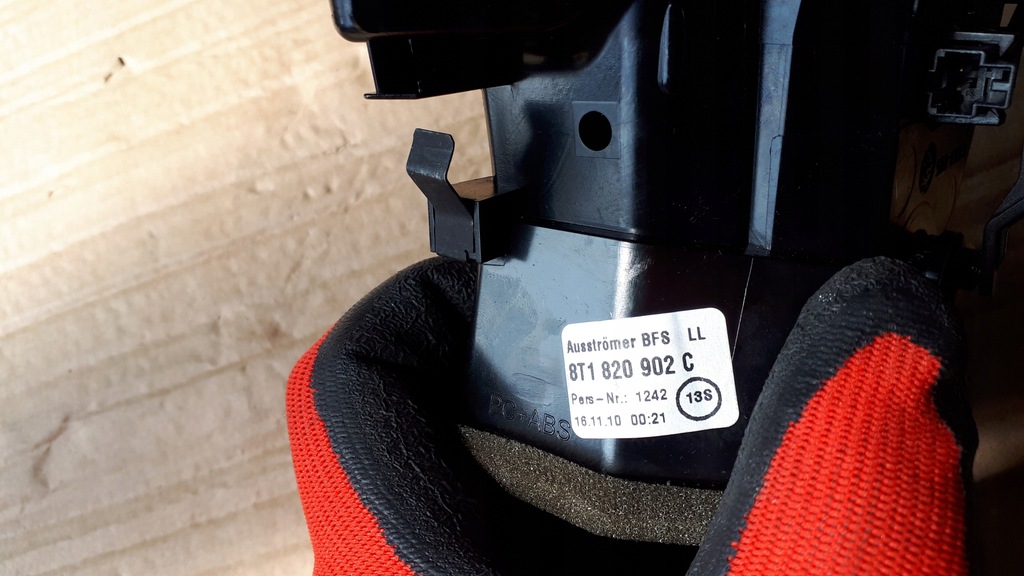 Ausströmer BFS LL
8T1 820 902 C
Pers-Nr.: 1242
13S
16.11.10 00:21
PC+ABS